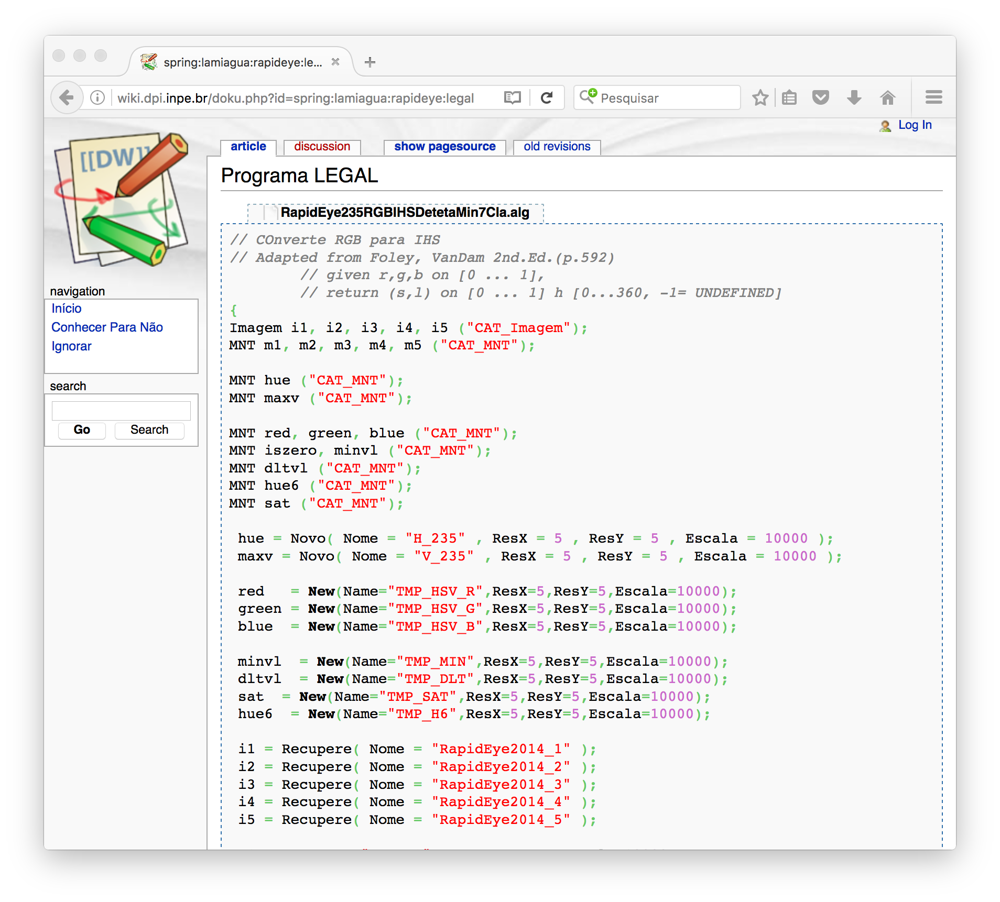 spring:lamiagua:rapideye:le...
wiki.dpi.inpe.br/doku.php?id=spring:lamiagua:rapideye:legal
Pesquisar
Log In
[[DW]]
article discussion show pagesource old revisions
Programa LEGAL
RapidEye235RGBIHSDetetaMin7Cla.alg
navigation
Início
Conhecer Para Não
Ignorar
search
Go Search
// COnverte RGB para IHS
// Adapted from Foley, VanDam 2nd.Ed.(p.592)
// given r,g,b on [0 ... 1],
// return (s,l) on [0 ... 1] h [0...360, -1= UNDEFINED]
{
Imagem i1, i2, i3, i4, i5 ("CAT_Imagem");
MNT m1, m2, m3, m4, m5 ("CAT_MNT");
MNT hue ("CAT_MNT");
MNT maxv ("CAT_MNT");
MNT red, green, blue ("CAT_MNT");
MNT iszero, minvl ("CAT_MNT");
MNT dltvl ("CAT_MNT");
MNT hue6 ("CAT_MNT");
MNT sat ("CAT_MNT");
hue = Novo( Nome = "H_235" , ResX = 5 , ResY = 5 , Escala = 10000 );
maxv = Novo( Nome = "V_235" , ResX = 5 , ResY = 5 , Escala = 10000 );
red = New(Name="TMP_HSV_R",ResX=5,ResY=5,Escala=10000);
green = New(Name="TMP_HSV_G",ResX=5,ResY=5,Escala=10000);
blue = New(Name="TMP_HSV_B",ResX=5,ResY=5,Escala=10000);
minvl = New(Name="TMP_MIN",ResX=5,ResY=5,Escala=10000);
dltvl = New(Name="TMP_DLT",ResX=5,ResY=5,Escala=10000);
sat = New(Name="TMP_SAT",ResX=5,ResY=5,Escala=10000);
hue6 = New(Name="TMP_H6",ResX=5,ResY=5,Escala=10000);
i1 = Recupere( Nome = "RapidEye2014_1" );
i2 = Recupere( Nome = "RapidEye2014_2" );
i3 = Recupere( Nome = "RapidEye2014_3" );
i4 = Recupere( Nome = "RapidEye2014_4" );
i5 = Recupere( Nome = "RapidEye2014_5" );